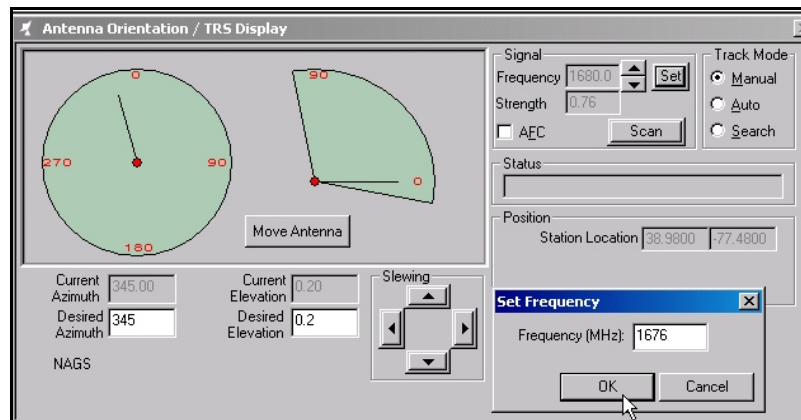 Antenna Orientation / TRS Display
0
270
90
180
90
0
Move Antenna
Current Azimuth 345.00
Desired Azimuth 345
NAGS
Current Elevation 0.20
Desired Elevation 0.2
Slewing
Signal
Frequency 1680.0 Set
Strength 0.76
AFC Scan
Track Mode
Manual
Auto
Search
Status
Position
Station Location 38.9800 -77.4800
Set Frequency
Frequency (MHz): 1676
OK Cancel